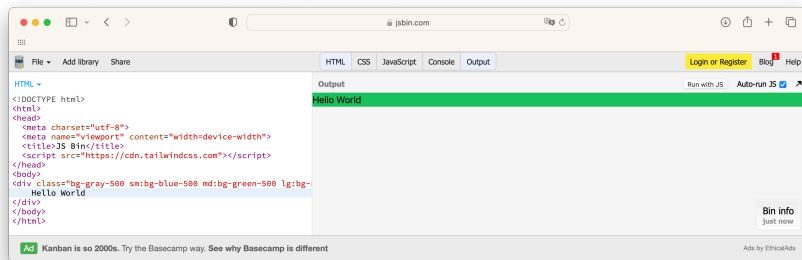 jsbin.com
File Add library Share HTML CSS JavaScript Console Output Login or Register Blog 1 Help
HTML
<!DOCTYPE html>
<html>
<head>
<meta charset="utf-8">
<meta name="viewport" content="width=device-width">
<title>JS Bin</title>
<script src="https://cdn.tailwindcss.com"></script>
</head>
<body>
<div class="bg-gray-500 sm:bg-blue-500 md:bg-green-500 lg:bg-
Hello World
</div>
</body>
</html>
Output Run with JS Auto-run JS
Hello World
Bin info
just now
Ad Kanban is so 2000s. Try the Basecamp way. See why Basecamp is different Ads by EthicalAds